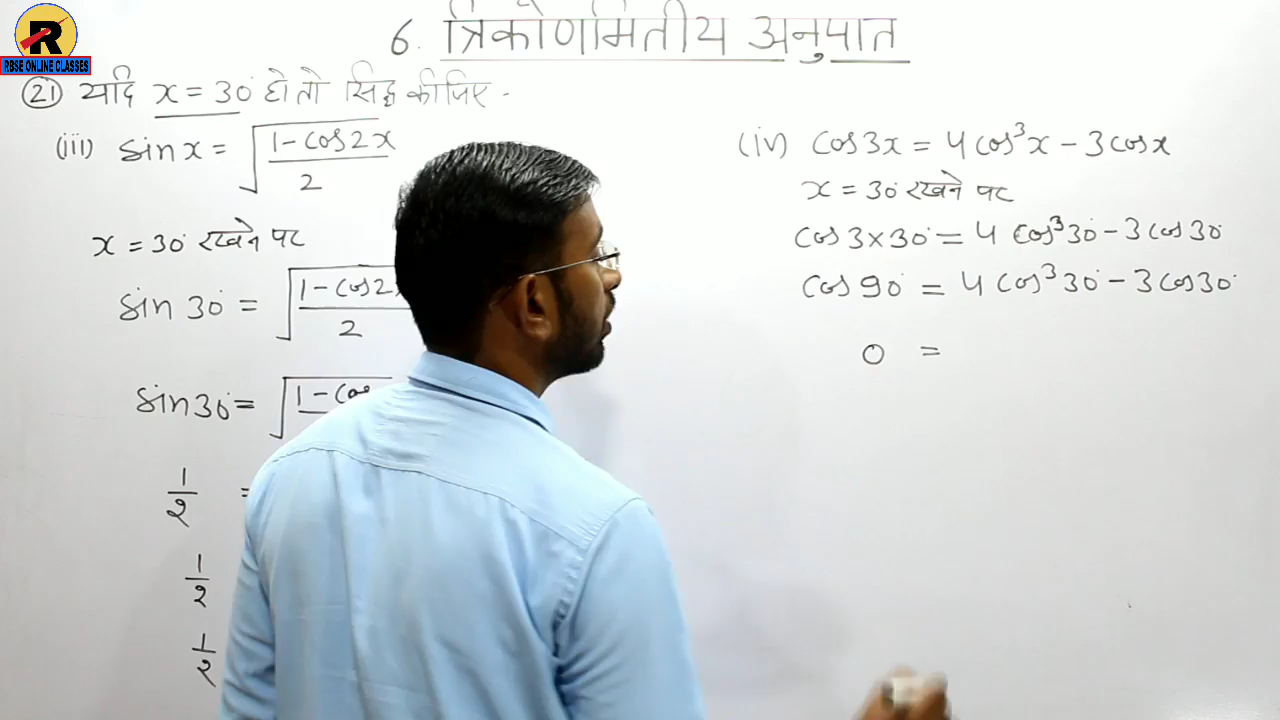 RBSE ONLINE CLASSES
6. त्रिकोणमितीय अनुपात
(21) यदि x = 30° हो तो सिद्ध कीजिए -
(iii) sin x = √(1 - cos 2x / 2)
x = 30° रखने पर
sin 30° = √(1 - cos 2 / 2)
sin 30° = √(1 - cos
1/2 =
1/2
1/2
(iv) cos 3x = 4 cos³x - 3 cos x
x = 30° रखने पर
cos 3×30° = 4 cos³30° - 3 cos 30°
cos 90° = 4 cos³30° - 3 cos 30°
0 =